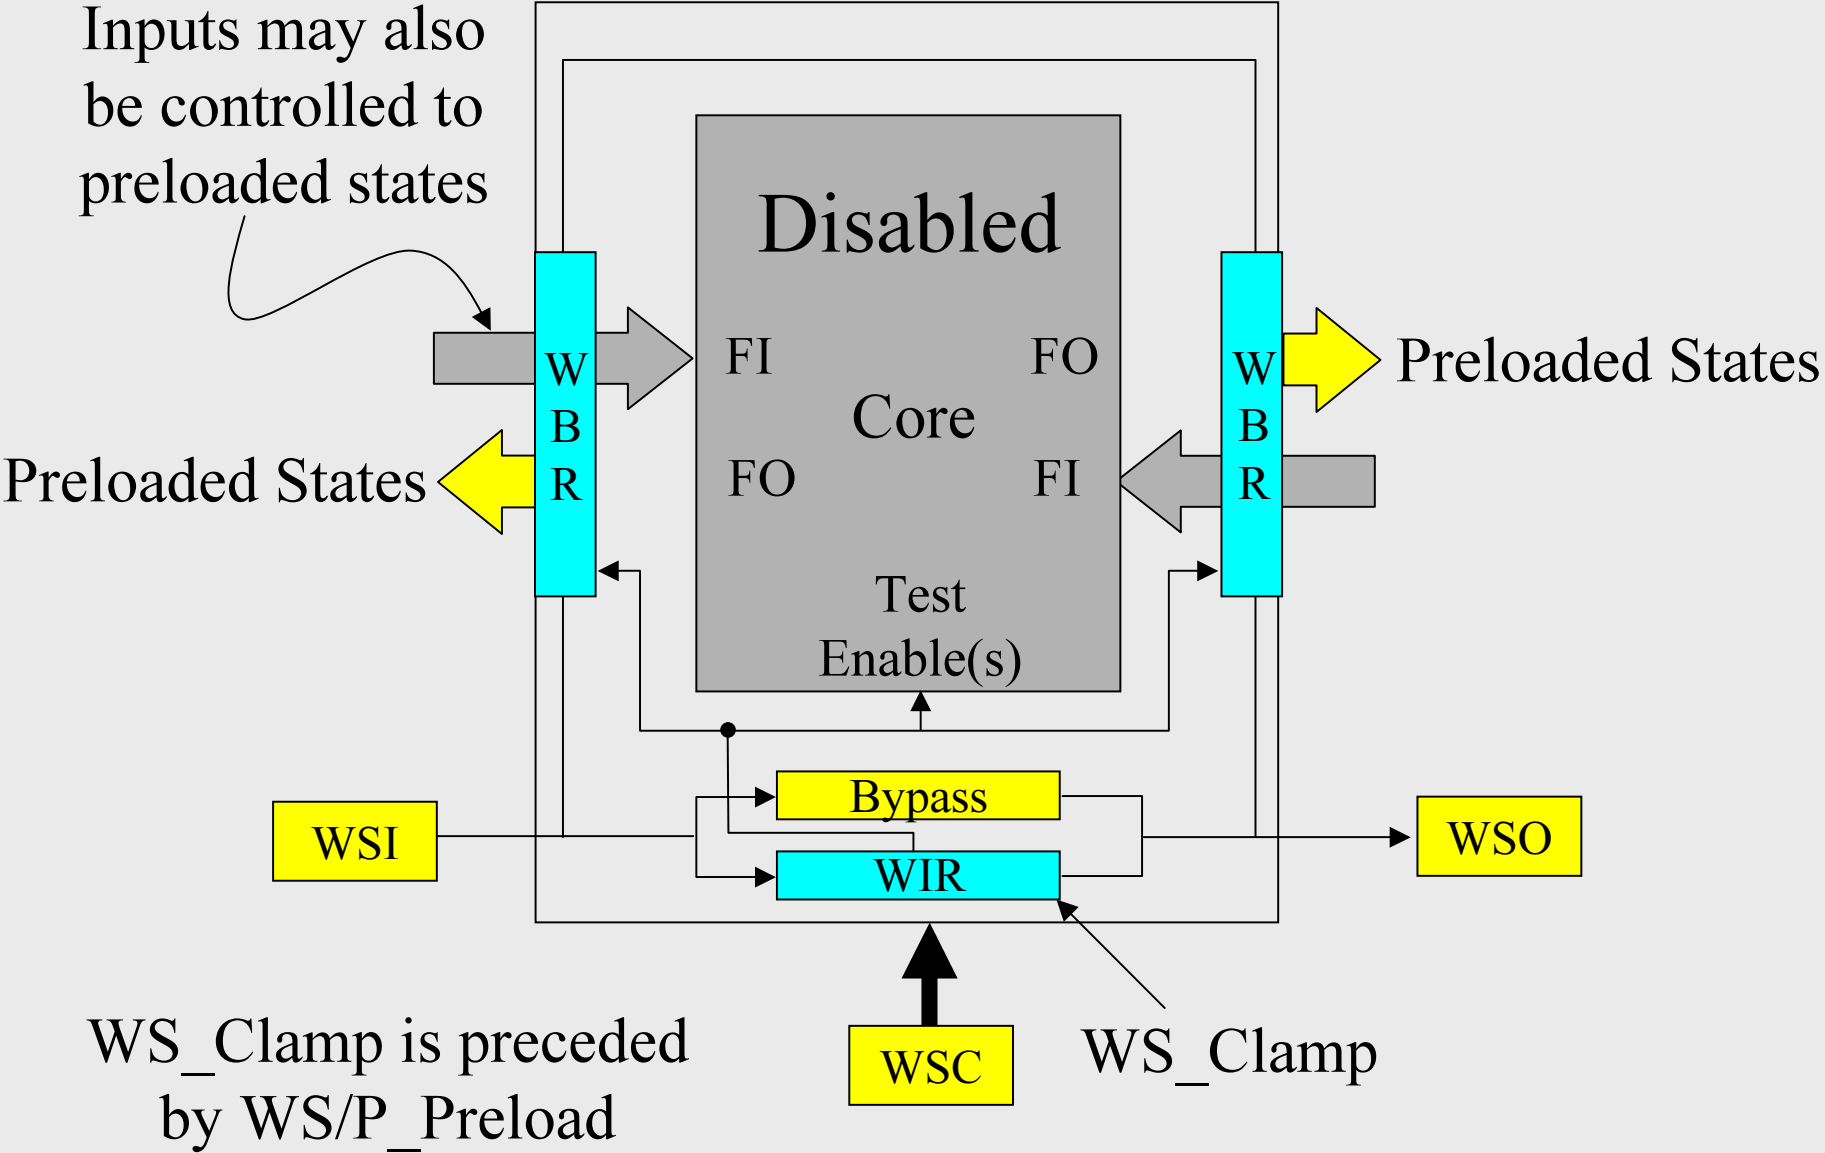 Inputs may also
be controlled to
preloaded states
Disabled
FI
FO
Core
FO
FI
Test
Enable(s)
W
B
R
W
B
R
Preloaded States
Preloaded States
Bypass
WIR
WSI
WSO
WSC
WS_Clamp
WS_Clamp is preceded
by WS/P_Preload